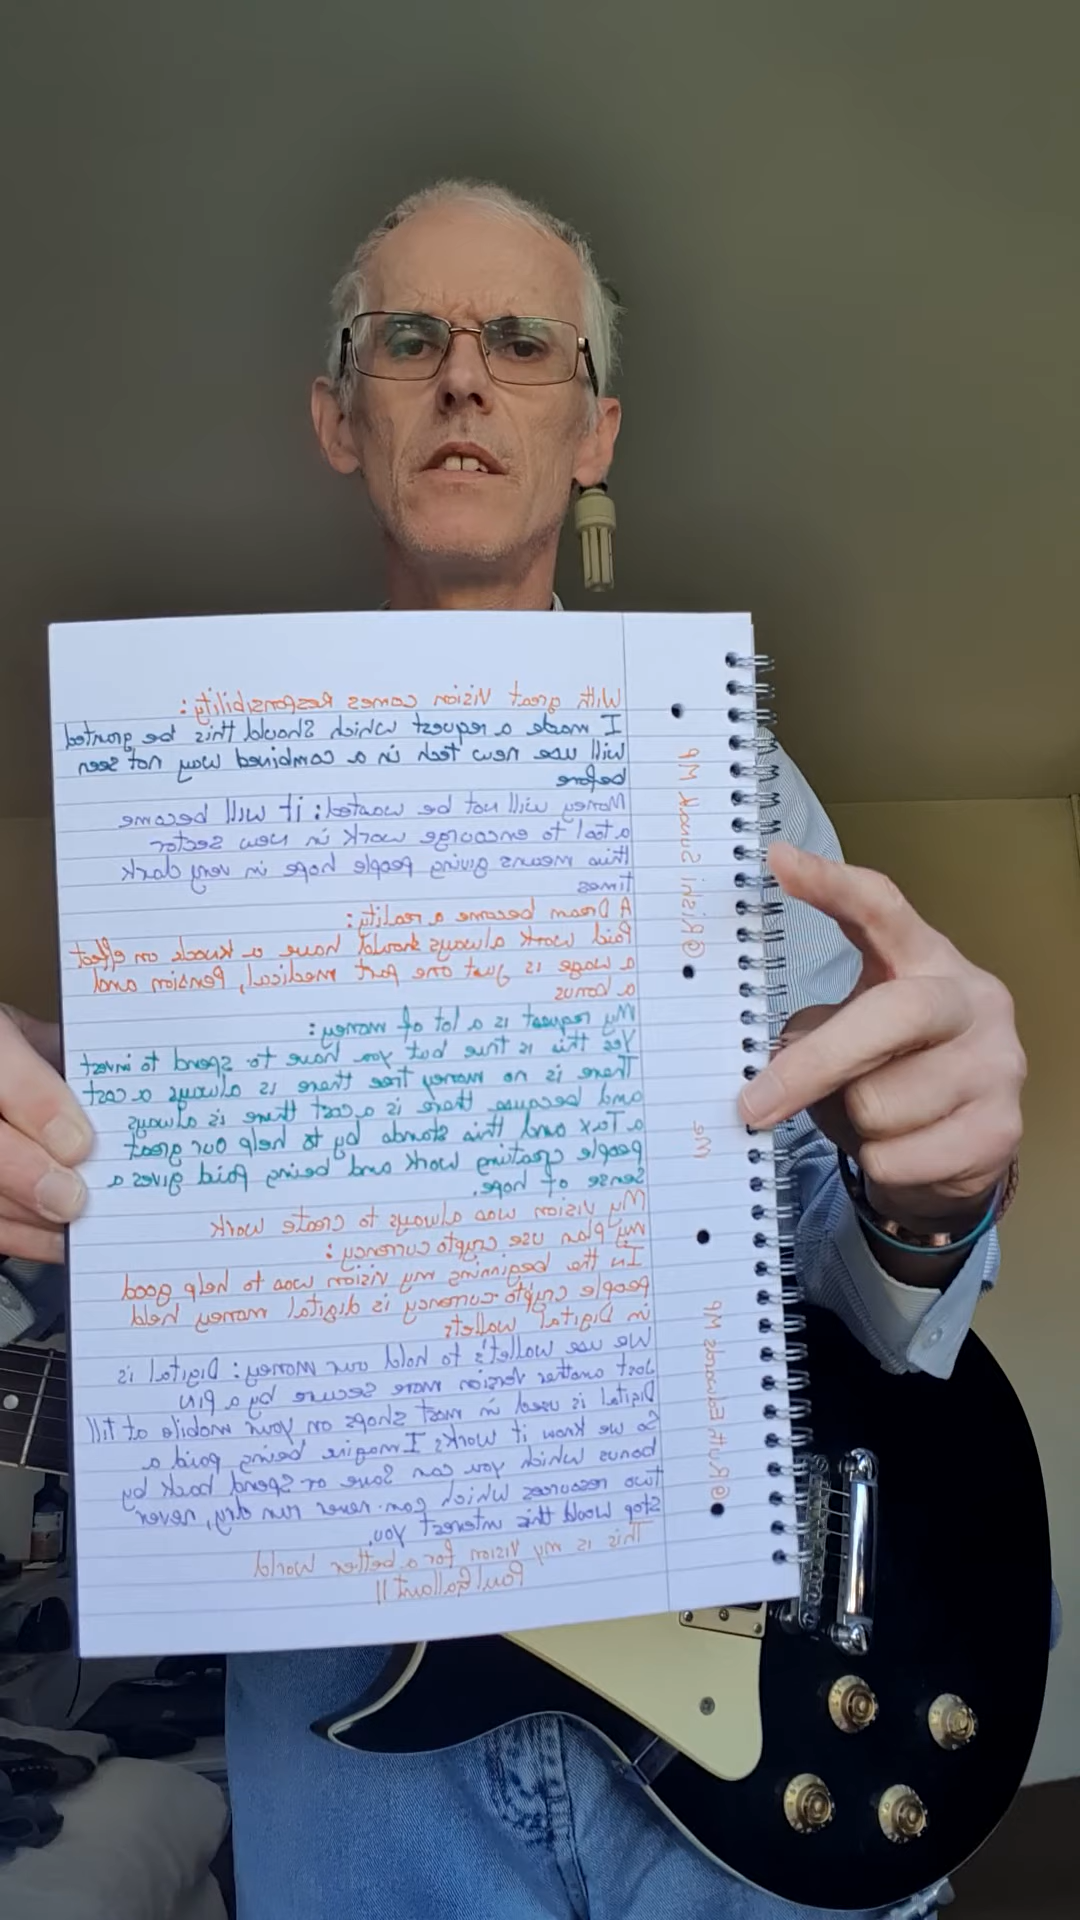 With great Vision comes Responsibility:
I made a request which Should this be granted
will use new tech in a combined way not seen
before
Money will not be wasted: it will become
a tool to encourage work in new sector
this means giving people hope in very dark
times
A Dream become a reality:
Paid work always should have a knock on effect
a wage is Just one part medical, Pension and
a bonus
My request is a lot of money:
Yes this is true but you have to spend to invest
There is no money tree there is always a cost
and because there is a cost there is always
a Tax and this stands by to help our great
people creating work and being paid gives a
Sense of hope.
My vision was always to create work
my plan use crypto currency:
In the beginning my vision was to help good
people crypto-currency is digital money held
in Digital wallets
We use wallet's to hold our money: Digital is
Just another Version more secure by a pin
Digital is used in most shops on your mobile at till
So we know it works Imagine being paid a
bonus which you can Save or Spend back by
two resources which can never run dry, never
Stop would this interest you.
This is my vision for a better World
Paul Gallant 11
@Rishi Sunak MP
Me
@Ruth Edwards MP